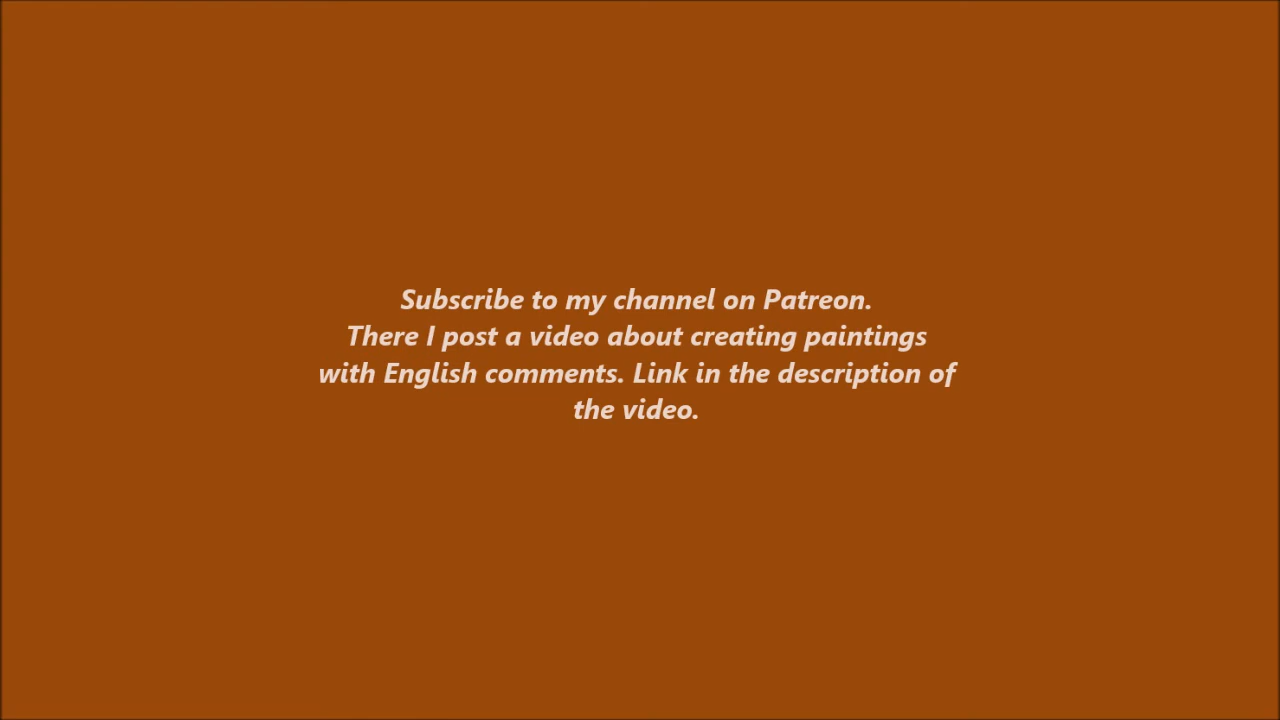 Subscribe to my channel on Patreon.
There I post a video about creating paintings
with English comments. Link in the description of
the video.